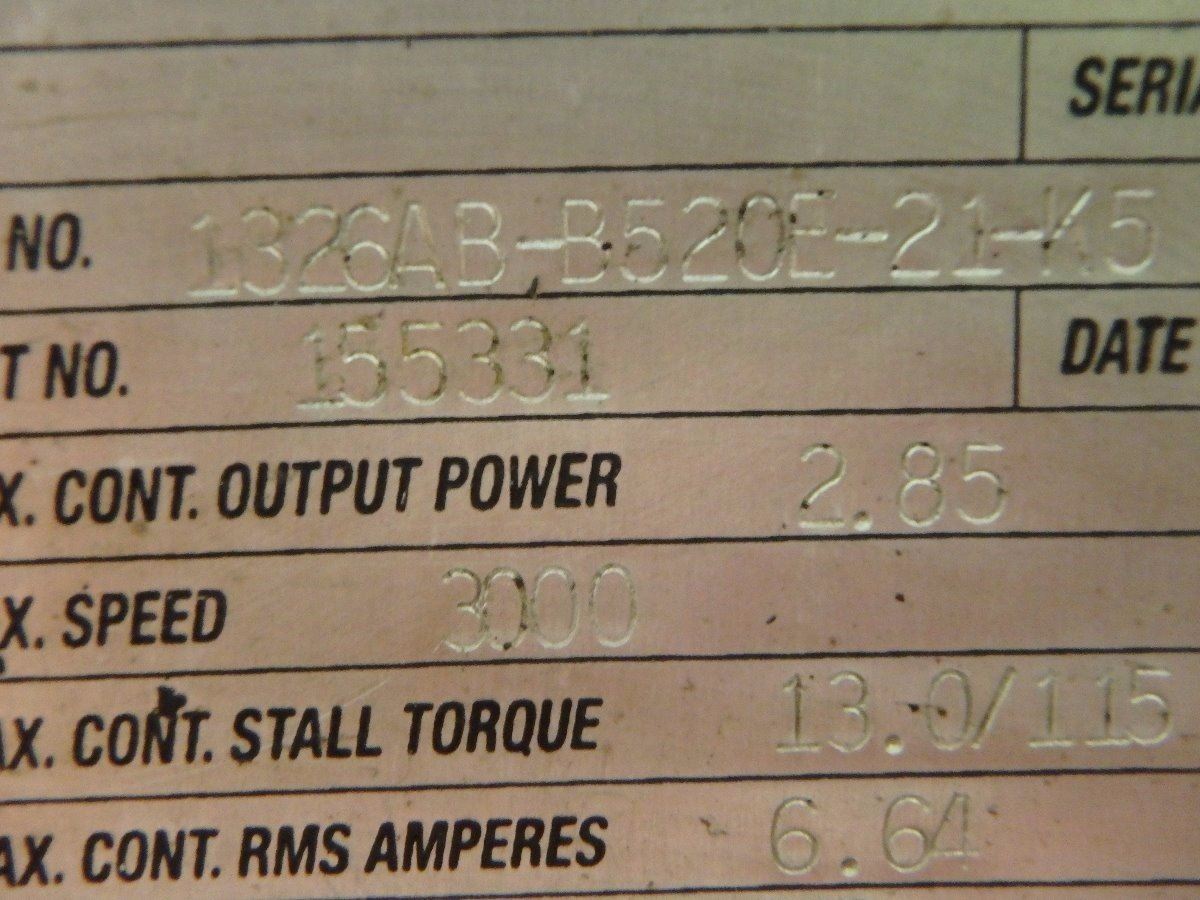 SERIA
NO. 1326AB-B520E-21-K5
T NO. 155331 DATE
X. CONT. OUTPUT POWER 2.85
X. SPEED 3000
AX. CONT. STALL TORQUE 13.0/115
AX. CONT. RMS AMPERES 6.64